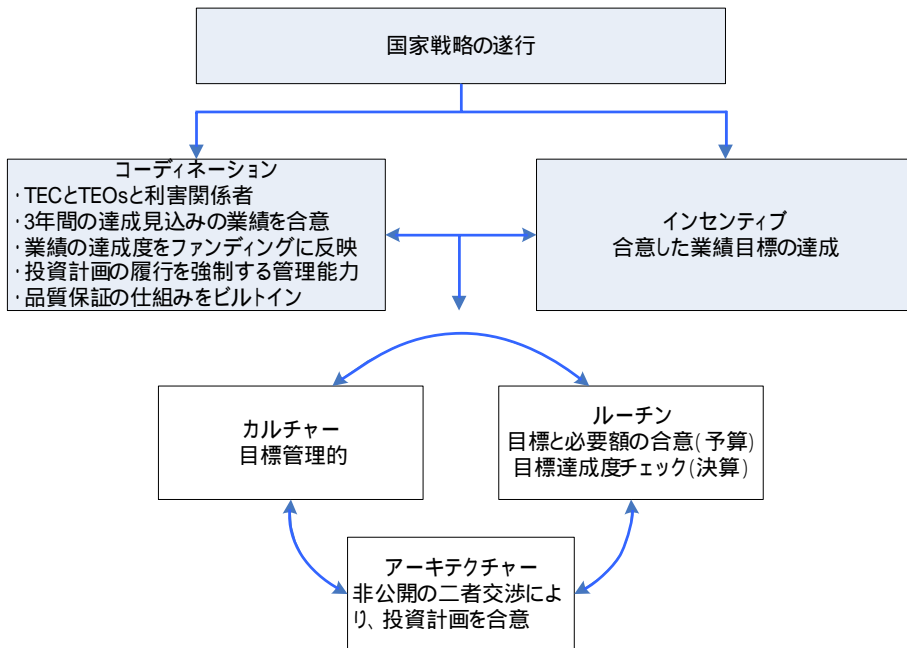 国家戦略の遂行
コーディネーション
・TECとTEOsと利害関係者
・3年間の達成見込みの業績を合意
・業績の達成度をファンディングに反映
・投資計画の履行を強制する管理能力
・品質保証の仕組みをビルトイン
インセンティブ
合意した業績目標の達成
カルチャー
目標管理的
ルーチン
目標と必要額の合意(予算)
目標達成度チェック(決算)
アーキテクチャー
非公開の二者交渉によ
り、投資計画を合意